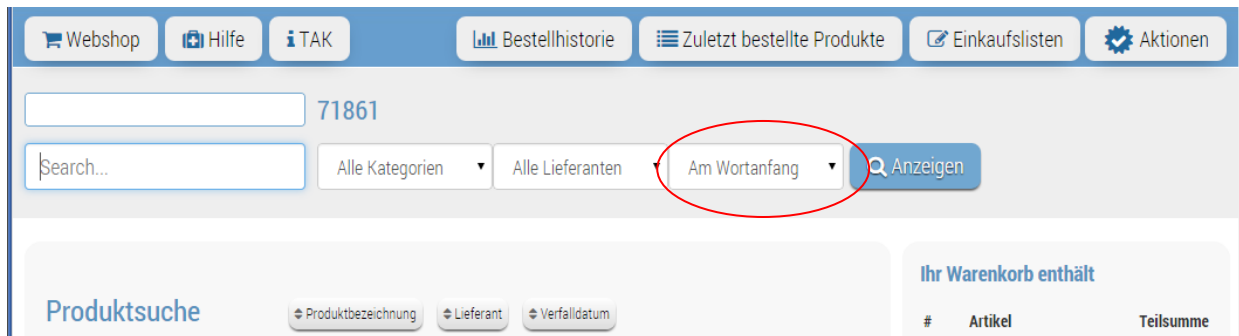 Webshop Hilfe TAK Bestellhistorie Zuletzt bestellte Produkte Einkaufslisten Aktionen
71861
Search... Alle Kategorien Alle Lieferanten Am Wortanfang Anzeigen
Ihr Warenkorb enthält
Produktsuche Produktbezeichnung Lieferant Verfalldatum
# Artikel Teilsumme